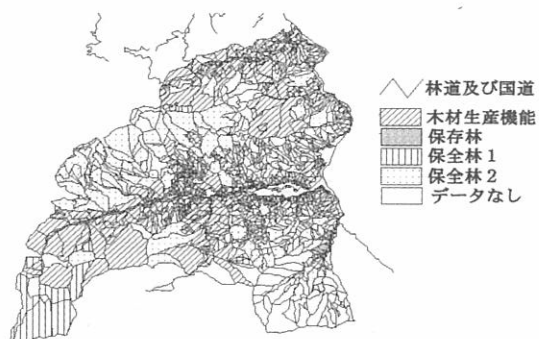 林道及び国道
木材生産機能
保存林
保全林1
保全林2
データなし